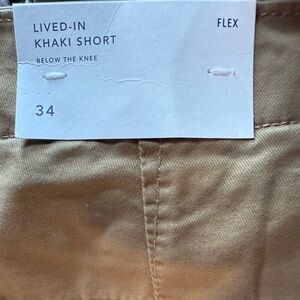 LIVED-IN FLEX
KHAKI SHORT
BELOW THE KNEE
34